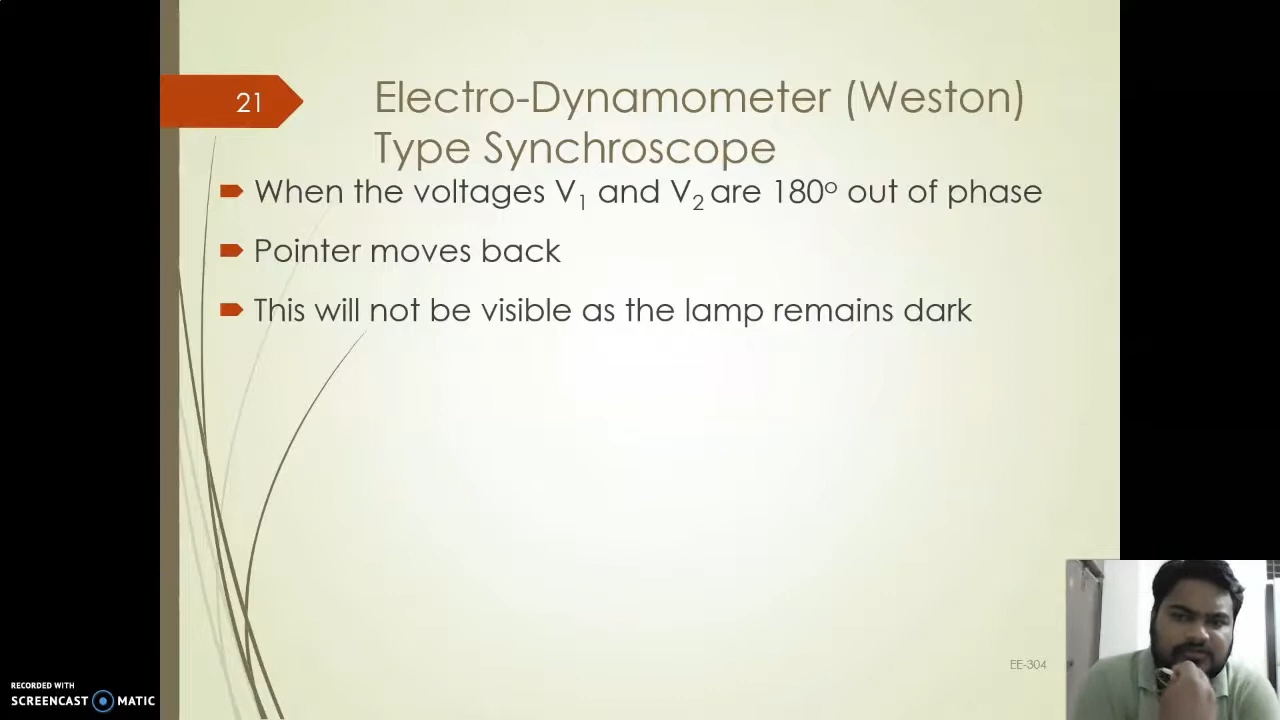 21
Electro-Dynamometer (Weston)
Type Synchroscope
When the voltages V₁ and V₂ are 180º out of phase
Pointer moves back
This will not be visible as the lamp remains dark
EE-304
RECORDED WITH
SCREENCAST MATIC